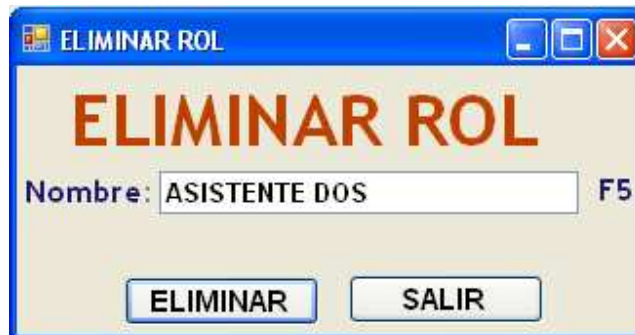 ELIMINAR ROL
ELIMINAR ROL
Nombre: ASISTENTE DOS F5
ELIMINAR SALIR